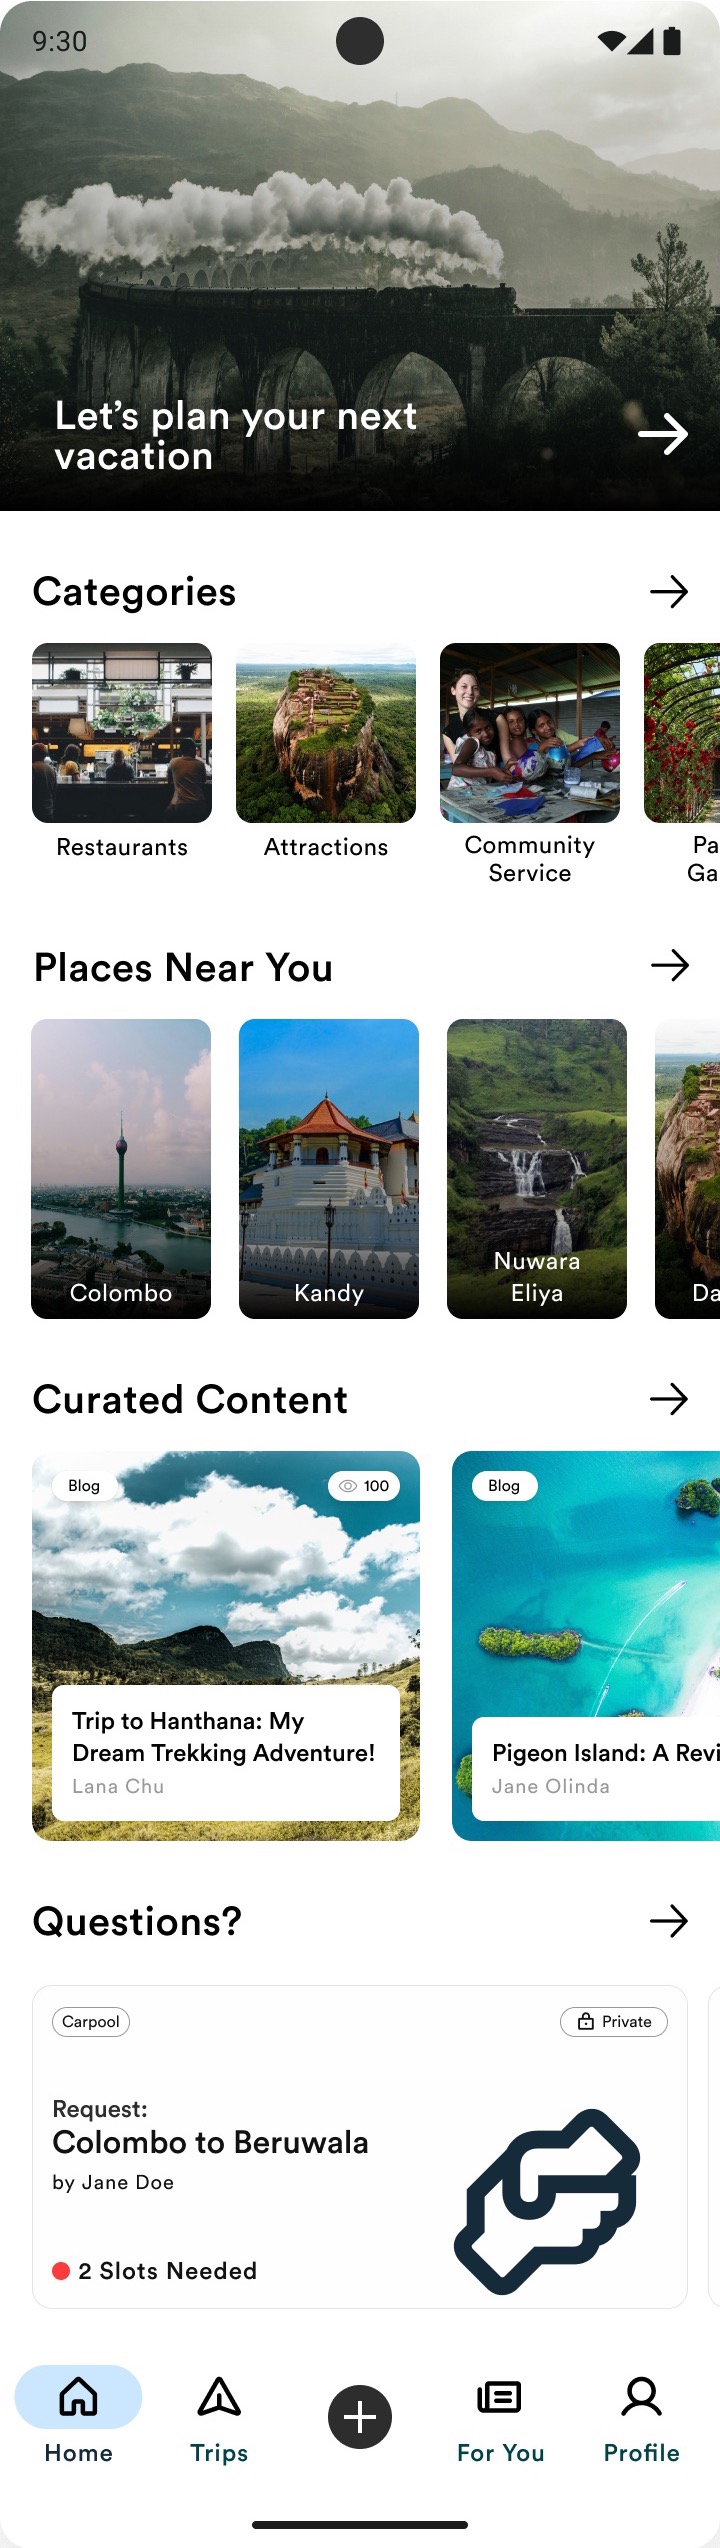 9:30
Let's plan your next
vacation
Categories
Restaurants
Attractions
Community
Service
Pa
Ga
Places Near You
Colombo
Kandy
Nuwara
Eliya
Da
Curated Content
Blog
100
Trip to Hanthana: My
Dream Trekking Adventure!
Lana Chu
Blog
Pigeon Island: A Revi
Jane Olinda
Questions?
Carpool
Private
Request:
Colombo to Beruwala
by Jane Doe
2 Slots Needed
Home
Trips
For You
Profile